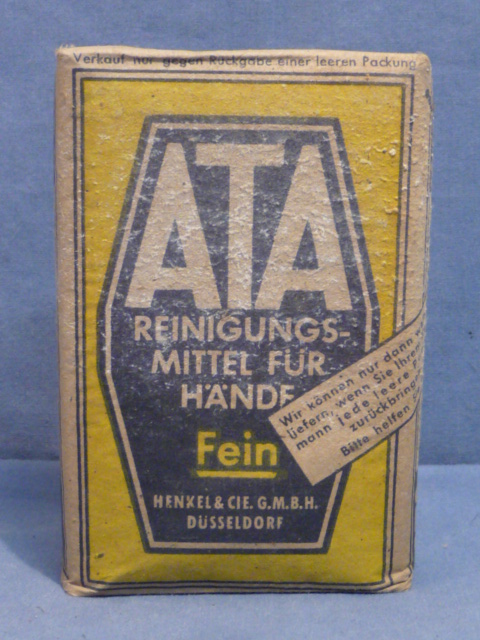 Verkauf nur gegen Rückgabe einer leeren Packung
ATA
REINIGUNGS-
MITTEL FÜR
HÄNDE
Fein
HENKEL & CIE. G.M.B.H.
DÜSSELDORF
Wir können nur dann
liefern, wenn Sie Ihrem
mann jede leere
zurückbringen
Bitte helfen